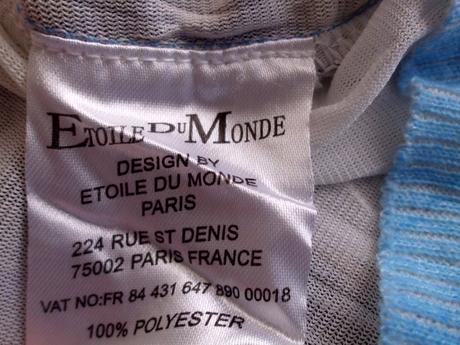 ETOILE DU MONDE
DESIGN BY
ETOILE DU MONDE
PARIS
224 RUE ST DENIS
75002 PARIS FRANCE
VAT NO:FR 84 431 647 890 00018
100% POLYESTER